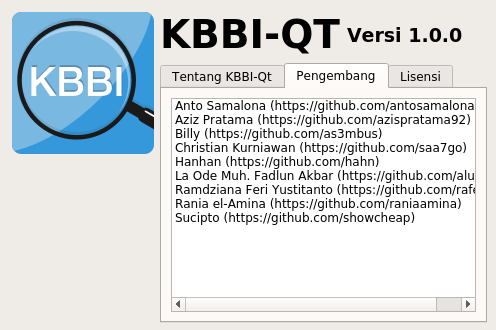 KBBI
KBBI-QT Versi 1.0.0
Tentang KBBI-Qt Pengembang Lisensi
Anto Samalona (https://github.com/antosamalona
Aziz Pratama (https://github.com/azispratama92)
Billy (https://github.com/as3mbus)
Christian Kurniawan (https://github.com/saa7go)
Hanhan (https://github.com/hahn)
La Ode Muh. Fadlun Akbar (https://github.com/alu
Ramdziana Feri Yustitanto (https://github.com/rafe
Rania el-Amina (https://github.com/raniaamina)
Sucipto (https://github.com/showcheap)